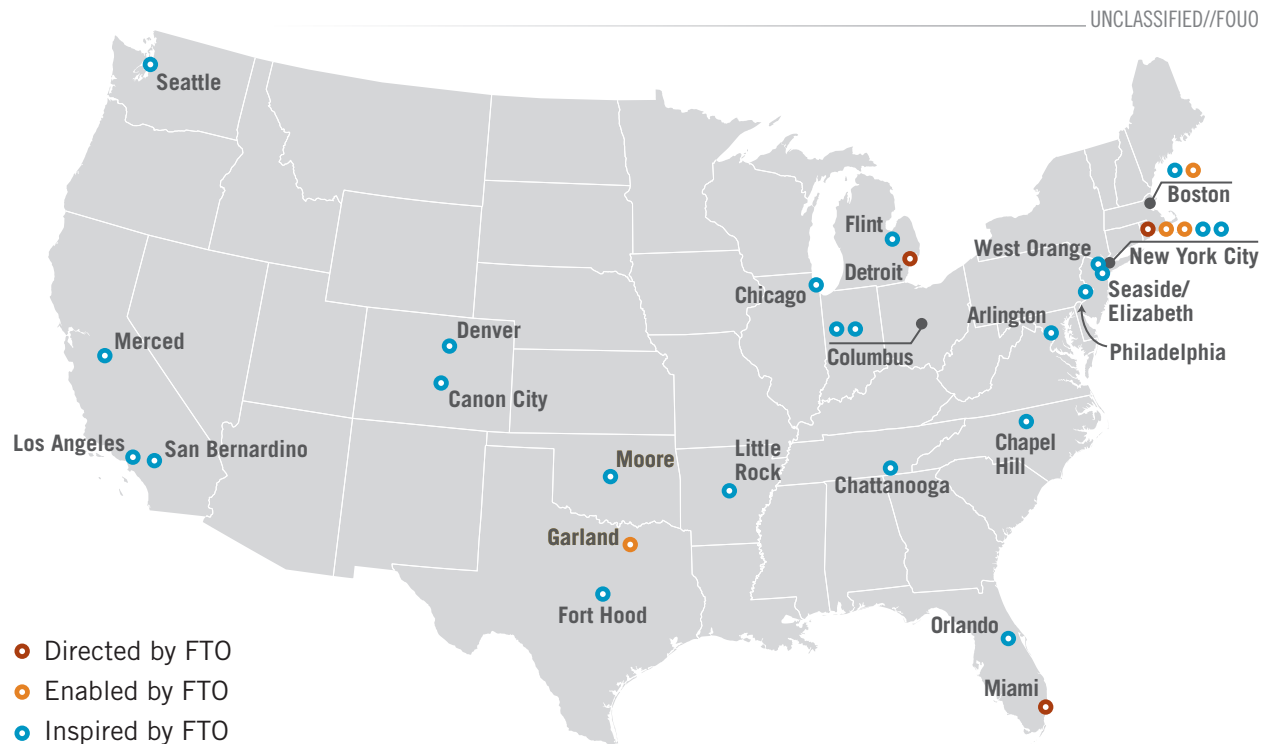 UNCLASSIFIED//FOUO
Seattle
Boston
Flint
West Orange
New York City
Detroit
Chicago
Seaside/
Elizabeth
Arlington
Denver
Merced
Columbus
Philadelphia
Canon City
Los Angeles
San Bernardino
Moore
Little
Rock
Chapel
Hill
Chattanooga
Garland
Fort Hood
Orlando
Miami
Directed by FTO
Enabled by FTO
Inspired by FTO